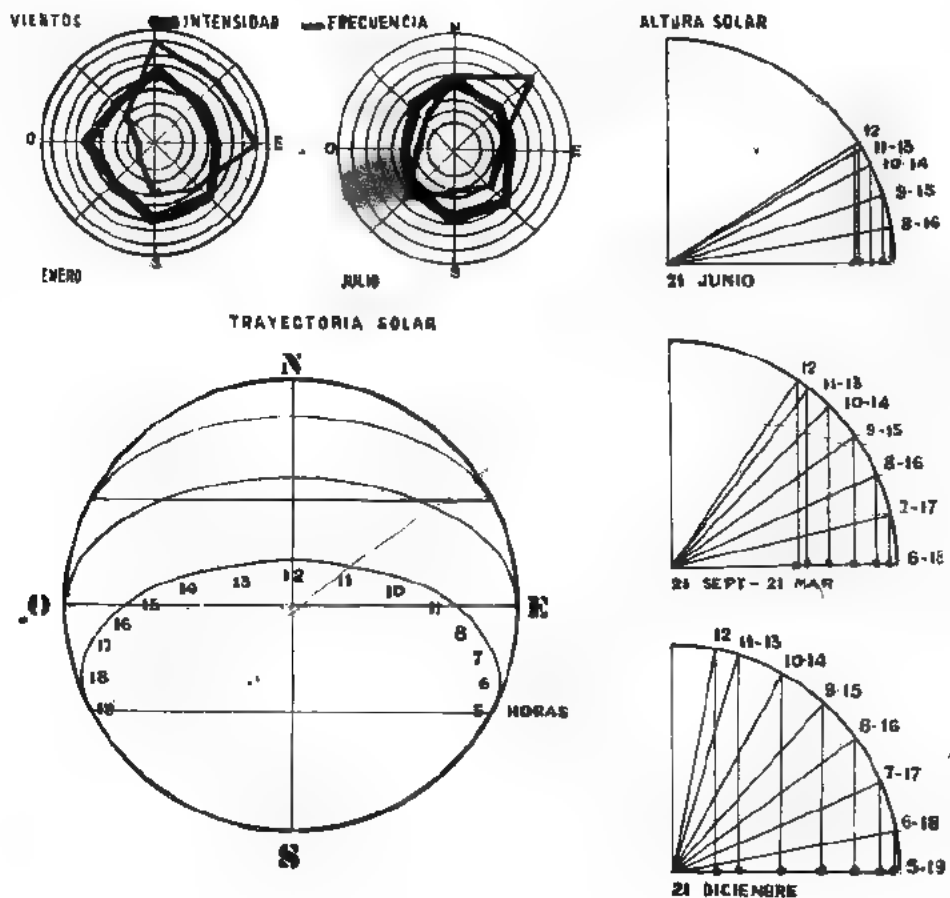 VIENTOS INTENSIDAD FRECUENCIA
N
O E
S
ENERO
O E
S
JULIO
ALTURA SOLAR
12
11-13
10-14
9-15
8-16
21 JUNIO
TRAYECTORIA SOLAR
N
O E
S
12
13 11
14 10
15 11
16 8
17 7
18 6
19 5 HORAS
12
11-13
10-14
9-15
8-16
7-17
6-18
21 SEPT-21 MAR
12
11-13
10-14
9-15
8-16
7-17
6-18
5-19
21 DICIEMBRE